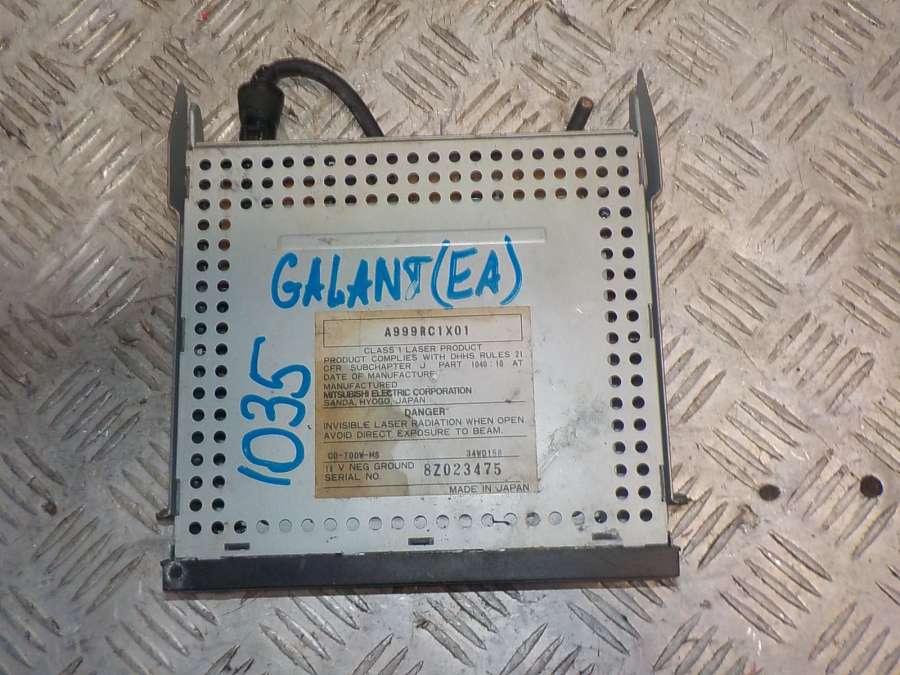 GALANT(EA)
1035
A999RC1X01
CLASS 1 LASER PRODUCT
PRODUCT COMPLIES WITH DHHS RULES 21
CFR SUBCHAPTER J PART 1040:10 AT
DATE OF MANUFACTURE
MANUFACTURED
MITSUBISHI ELECTRIC CORPORATION
SANDA, HYOGO, JAPAN
DANGER
INVISIBLE LASER RADIATION WHEN OPEN
AVOID DIRECT EXPOSURE TO BEAM.
34WD158
V NEG GROUND
SERIAL NO. 8Z023475
MADE IN JAPAN